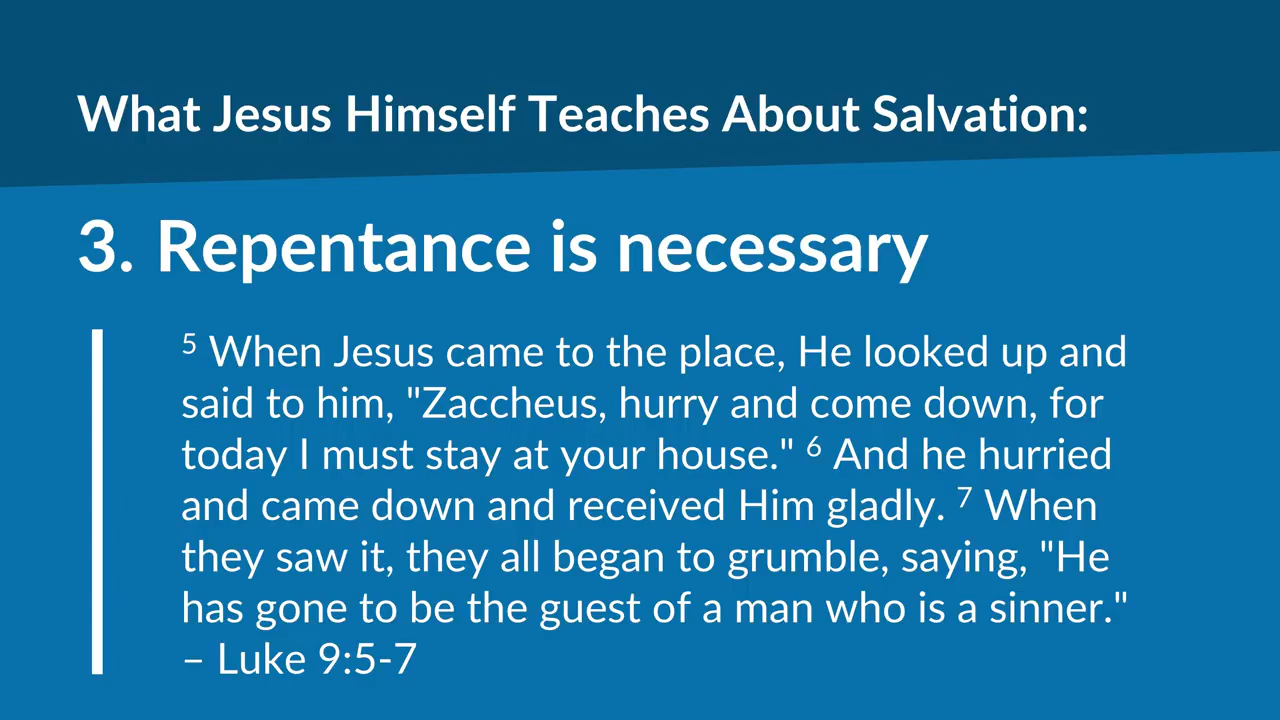 What Jesus Himself Teaches About Salvation:
3. Repentance is necessary
⁵ When Jesus came to the place, He looked up and
said to him, "Zaccheus, hurry and come down, for
today I must stay at your house." ⁶ And he hurried
and came down and received Him gladly. ⁷ When
they saw it, they all began to grumble, saying, "He
has gone to be the guest of a man who is a sinner."
– Luke 9:5-7